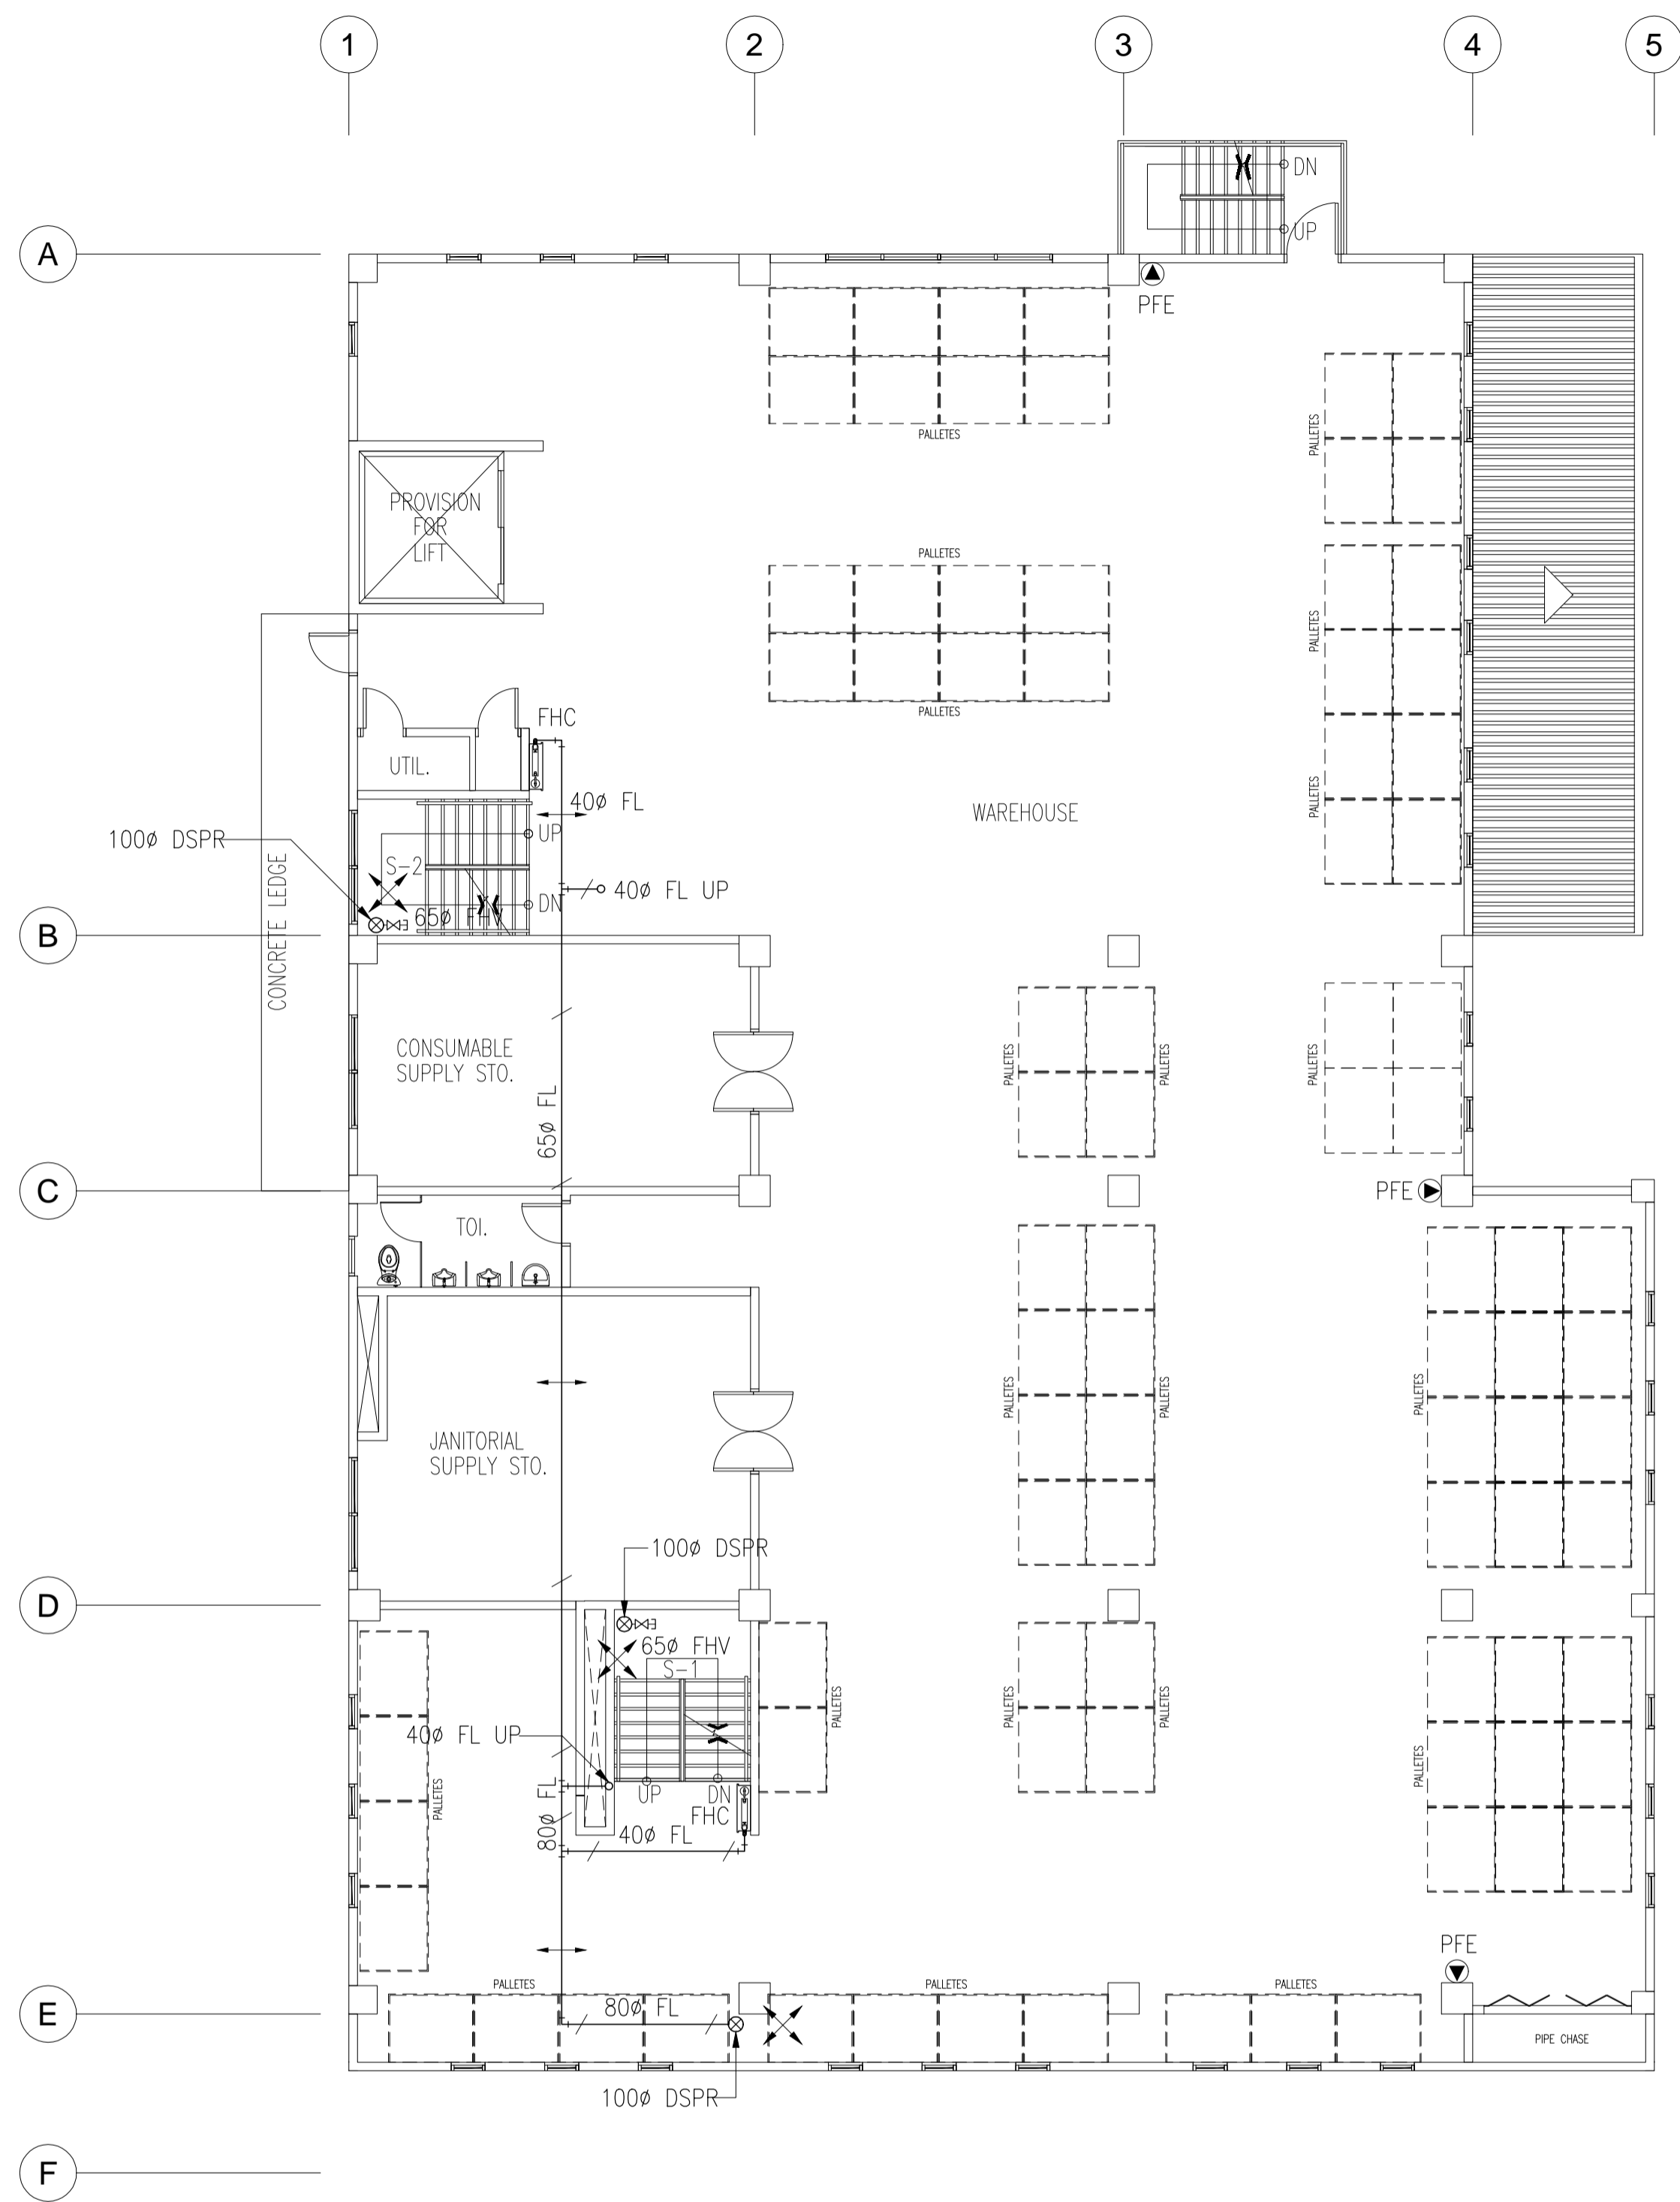 1
2
3
4
5
DN
UP
A
PFE
PALLETES
PALLETES
PROVISION
FOR
LIFT
PALLETES
PALLETES
PALLETES
FHC
UTIL.
40ø FL
PALLETES
WAREHOUSE
100ø DSPR
UP
S-2
40ø FL UP
DN
65ø FHV
B
CONCRETE LEDGE
CONSUMABLE
SUPPLY STO.
PALLETES
PALLETES
PALLETES
65ø FL
C
PFE
TOI.
PALLETES
PALLETES
PALLETES
JANITORIAL
SUPPLY STO.
100ø DSPR
D
65ø FHV
S-1
PALLETES
PALLETES
PALLETES
40ø FL UP
PALLETES
PALLETES
UP
DN
80ø FL
FHC
40ø FL
PFE
PALLETES
PALLETES
PALLETES
E
80ø FL
PIPE CHASE
100ø DSPR
F